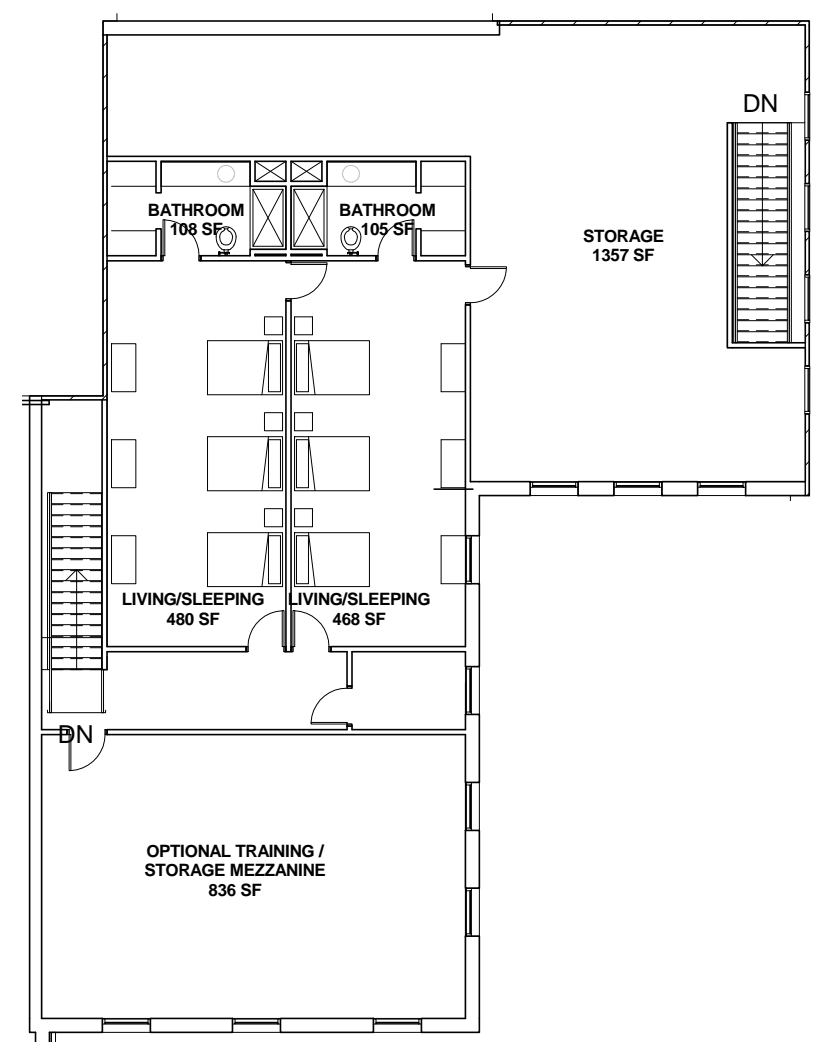 DN
BATHROOM
108 SF
BATHROOM
105 SF
STORAGE
1357 SF
LIVING/SLEEPING
480 SF
LIVING/SLEEPING
468 SF
DN
OPTIONAL TRAINING /
STORAGE MEZZANINE
836 SF